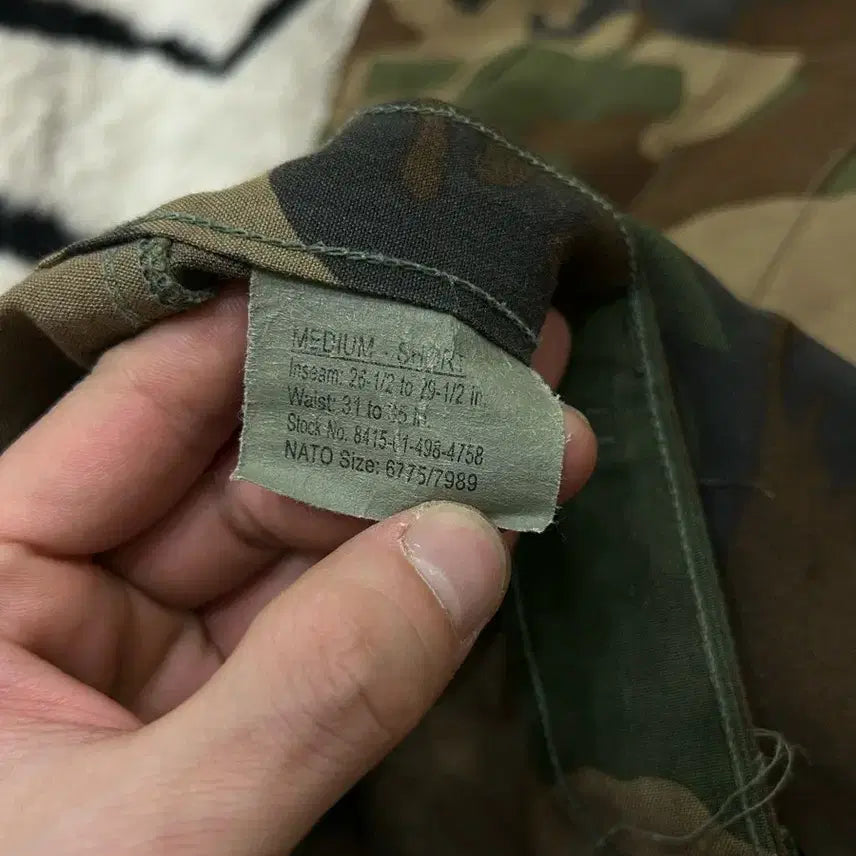 MEDIUM - SHORT
Inseam: 26-1/2 to 29-1/2 in.
Waist: 31 to 35 in.
Stock No. 8415-01-498-4758
NATO Size: 6775/7989